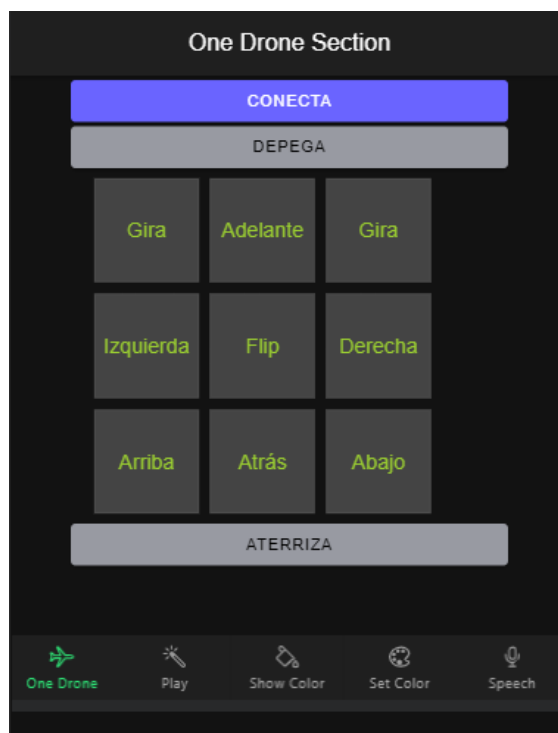 One Drone Section
CONECTA
DEPEGA
Gira Adelante Gira
Izquierda Flip Derecha
Arriba Atrás Abajo
ATERRIZA
One Drone Play Show Color Set Color Speech